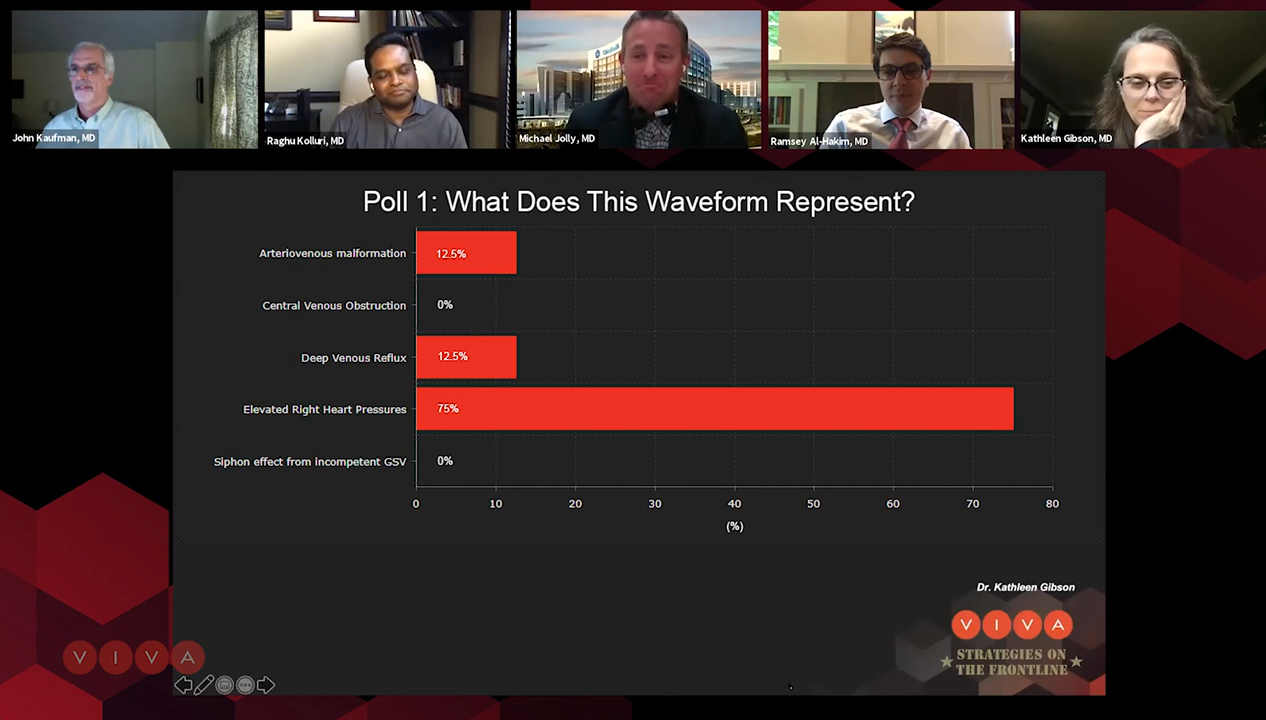 John Kaufman, MD
Raghu Kolluri, MD
Michael Jolly, MD
Ramsey Al-Hakim, MD
Kathleen Gibson, MD
Poll 1: What Does This Waveform Represent?
Arteriovenous malformation
12.5%
Central Venous Obstruction
0%
Deep Venous Reflux
12.5%
Elevated Right Heart Pressures
75%
Siphon effect from incompetent GSV
0%
0 10 20 30 40 50 60 70 80
(%)
Dr. Kathleen Gibson
VIVA
STRATEGIES ON
THE FRONTLINE
VIVA